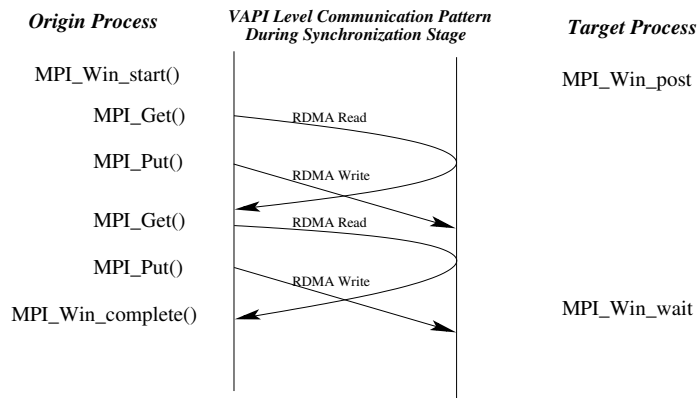 Origin Process
VAPI Level Communication Pattern
During Synchronization Stage
Target Process
MPI_Win_start()
MPI_Win_post
MPI_Get()
RDMA Read
MPI_Put()
RDMA Write
MPI_Get()
RDMA Read
MPI_Put()
RDMA Write
MPI_Win_complete()
MPI_Win_wait